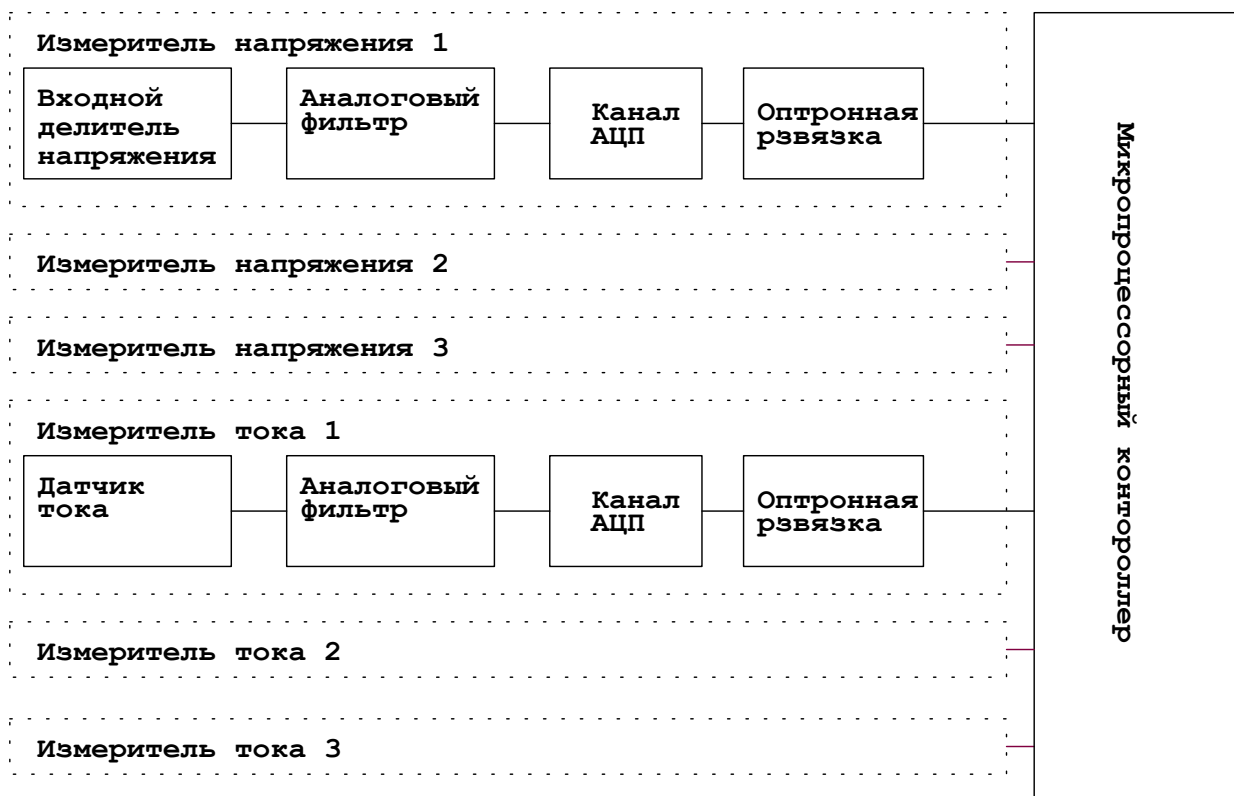 Измеритель напряжения 1
Входной
делитель
напряжения
Аналоговый
фильтр
Канал
АЦП
Оптронная
рзвязка
Измеритель напряжения 2
Измеритель напряжения 3
Измеритель тока 1
Датчик
тока
Аналоговый
фильтр
Канал
АЦП
Оптронная
рзвязка
Измеритель тока 2
Измеритель тока 3
Микропроцессорный контороллер